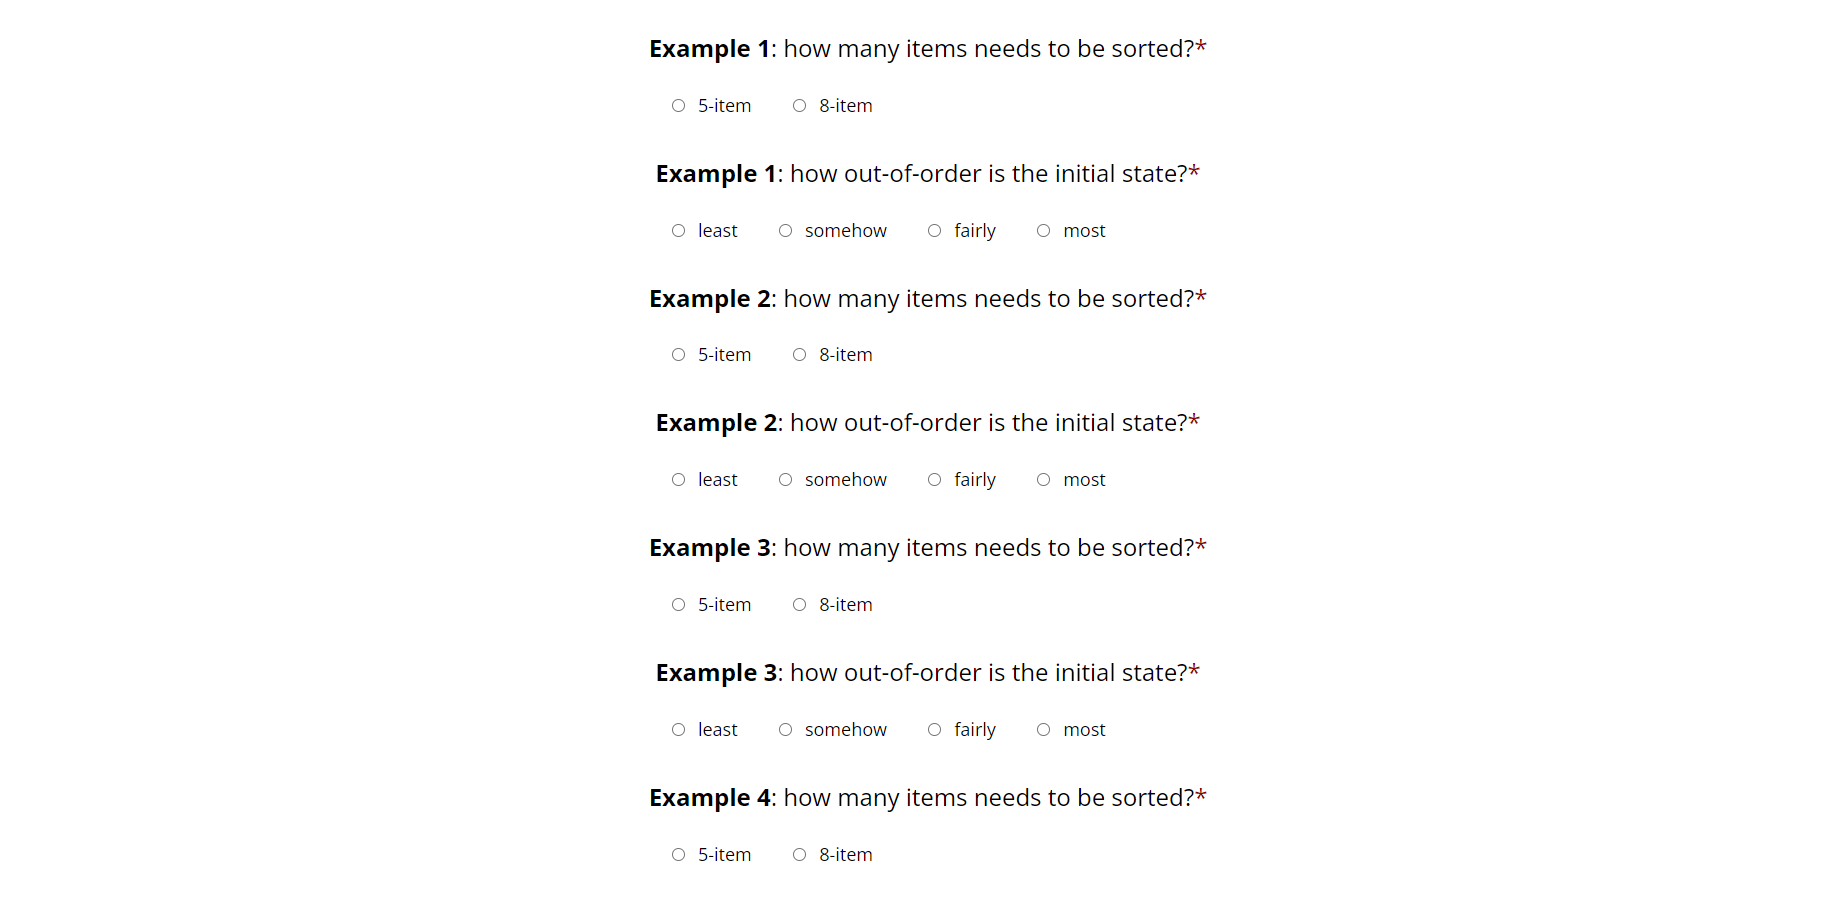 Example 1: how many items needs to be sorted?*
5-item 8-item
Example 1: how out-of-order is the initial state?*
least somehow fairly most
Example 2: how many items needs to be sorted?*
5-item 8-item
Example 2: how out-of-order is the initial state?*
least somehow fairly most
Example 3: how many items needs to be sorted?*
5-item 8-item
Example 3: how out-of-order is the initial state?*
least somehow fairly most
Example 4: how many items needs to be sorted?*
5-item 8-item